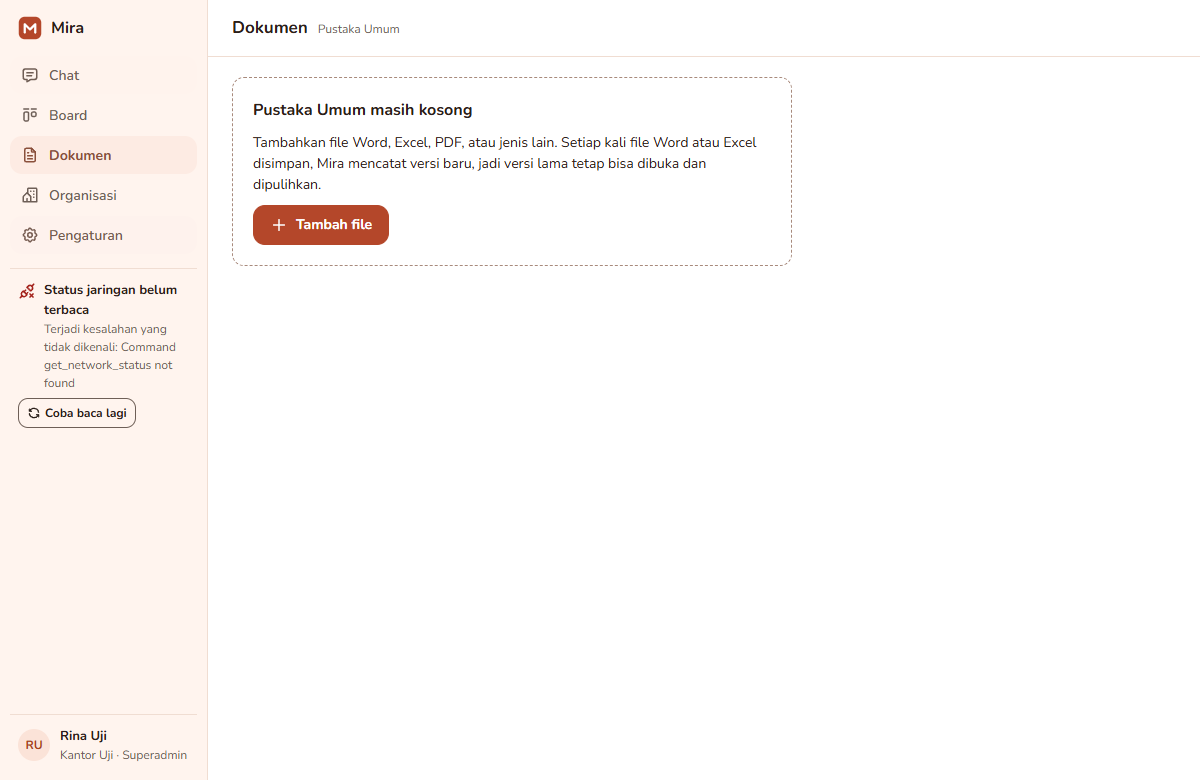 Mira
Chat
Board
Dokumen
Organisasi
Pengaturan
Status jaringan belum
terbaca
Terjadi kesalahan yang
tidak dikenali: Command
get_network_status not
found
Coba baca lagi
Rina Uji
RU
Kantor Uji · Superadmin
Dokumen Pustaka Umum
Pustaka Umum masih kosong
Tambahkan file Word, Excel, PDF, atau jenis lain. Setiap kali file Word atau Excel
disimpan, Mira mencatat versi baru, jadi versi lama tetap bisa dibuka dan
dipulihkan.
Tambah file